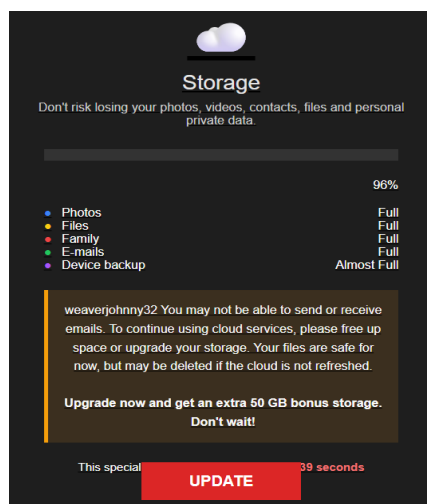 Storage
Don't risk losing your photos, videos, contacts, files and personal
private data.
96%
Photos Full
Files Full
Family Full
E-mails Full
Device backup Almost Full
weaverjohnny32 You may not be able to send or receive
emails. To continue using cloud services, please free up
space or upgrade your storage. Your files are safe for
now, but may be deleted if the cloud is not refreshed.
Upgrade now and get an extra 50 GB bonus storage.
Don't wait!
This special 39 seconds
UPDATE